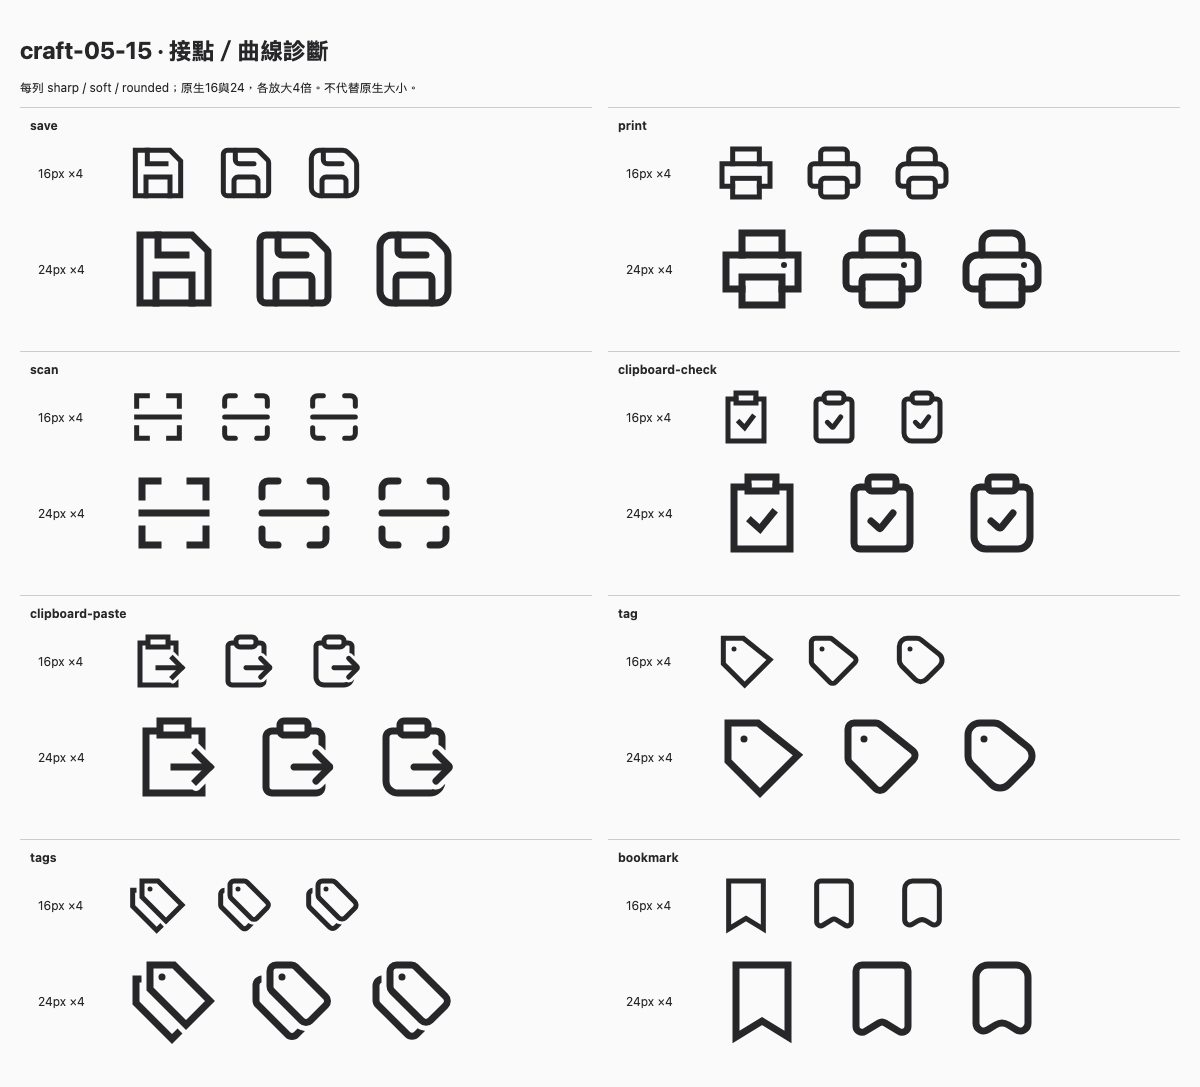 craft-05-15 · 接點 / 曲線診斷
每列 sharp / soft / rounded；原生16與24，各放大4倍。不代替原生大小。
save
16px ×4
24px ×4
print
16px ×4
24px ×4
scan
16px ×4
24px ×4
clipboard-check
16px ×4
24px ×4
clipboard-paste
16px ×4
24px ×4
tag
16px ×4
24px ×4
tags
16px ×4
24px ×4
bookmark
16px ×4
24px ×4